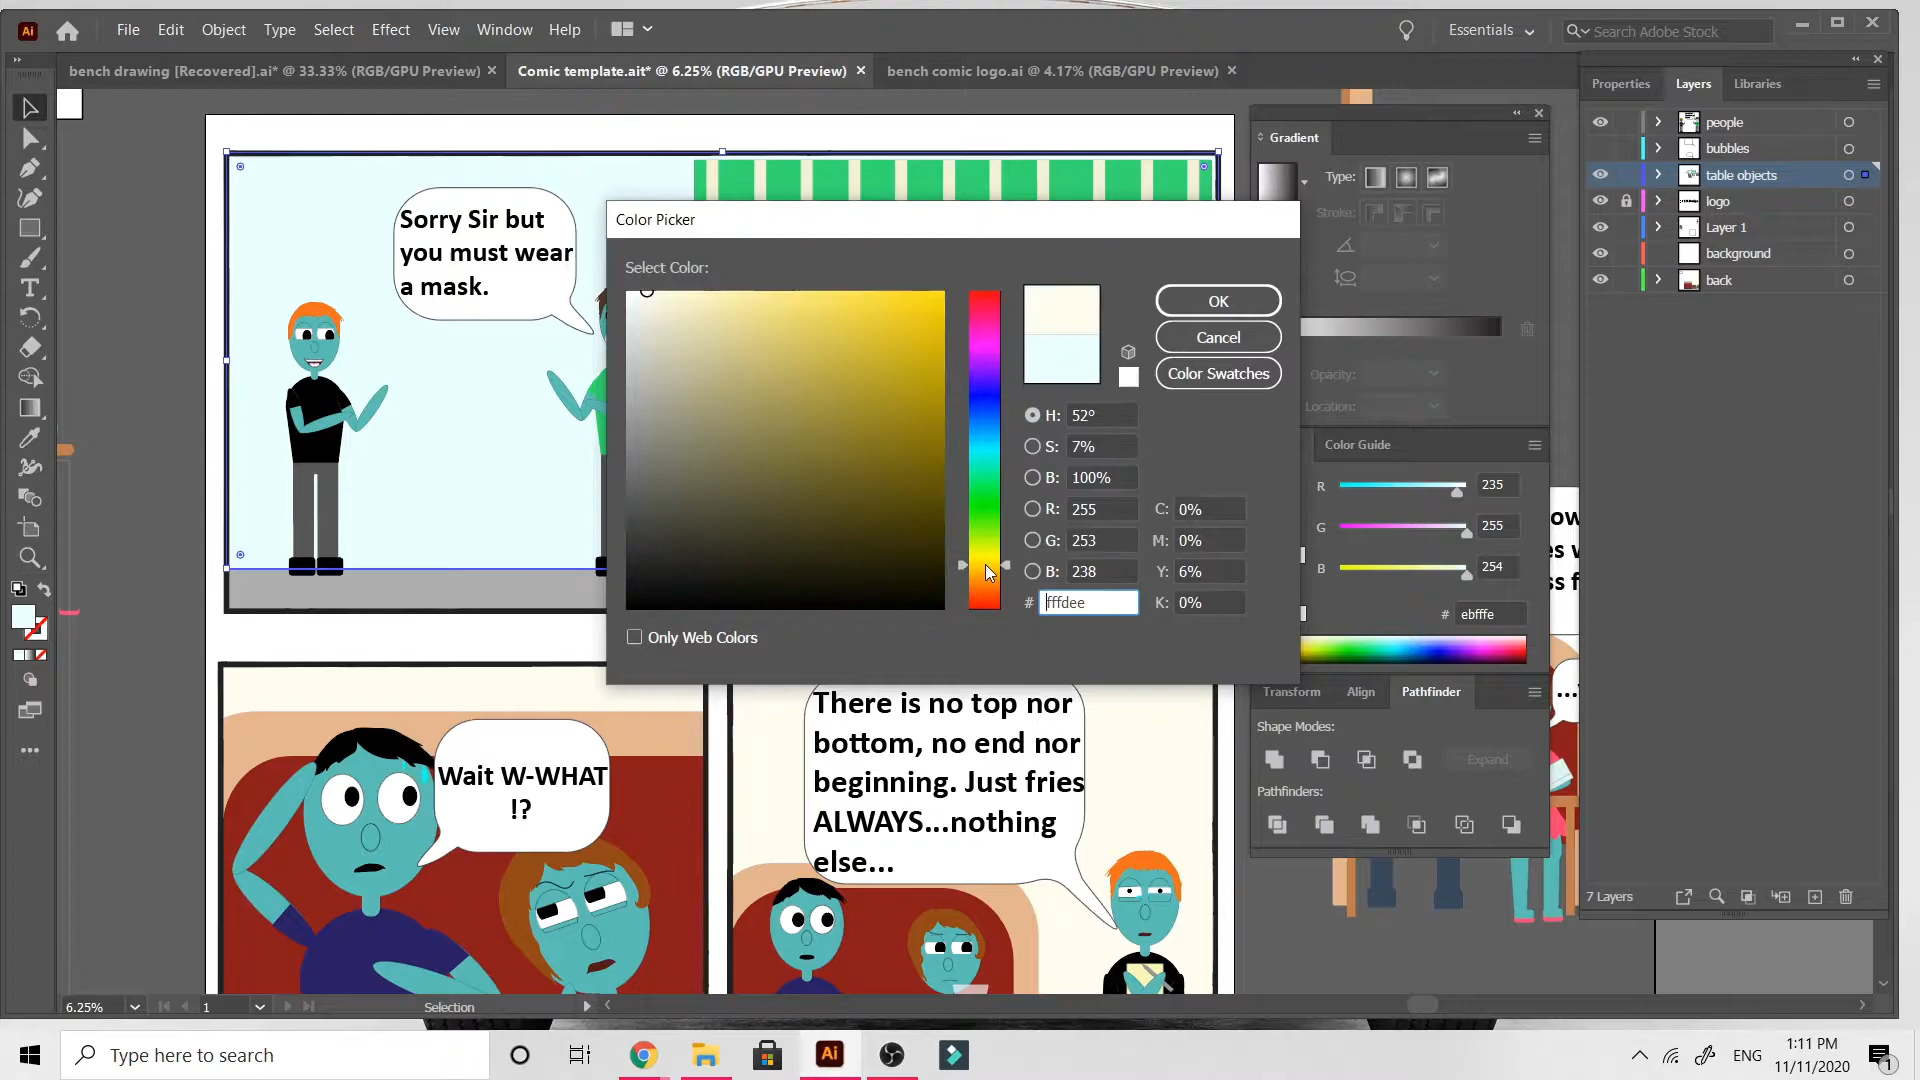 Ai
File Edit Object Type Select Effect View Window Help
Essentials
Search Adobe Stock
bench drawing [Recovered].ai* @ 33.33% (RGB/GPU Preview) ×
Comic template.ait* @ 6.25% (RGB/GPU Preview) ×
bench comic logo.ai @ 4.17% (RGB/GPU Preview) ×
Properties Layers Libraries
people
bubbles
table objects
logo
Layer 1
background
back
7 Layers
Gradient
Type:
Stroke:
Opacity:
Location:
Color Guide
R 235
G 255
B 254
# ebfffe
Transform Align Pathfinder
Shape Modes:
Expand
Pathfinders:
Sorry Sir but
you must wear
a mask.
Color Picker
Select Color:
OK
Cancel
Color Swatches
H: 52°
S: 7%
B: 100%
R: 255 C: 0%
G: 253 M: 0%
B: 238 Y: 6%
# fffdee K: 0%
Only Web Colors
Wait W-WHAT
!?
There is no top nor
bottom, no end nor
beginning. Just fries
ALWAYS...nothing
else...
6.25% 1 Selection
Type here to search
Ai
ENG
1:11 PM
11/11/2020
1